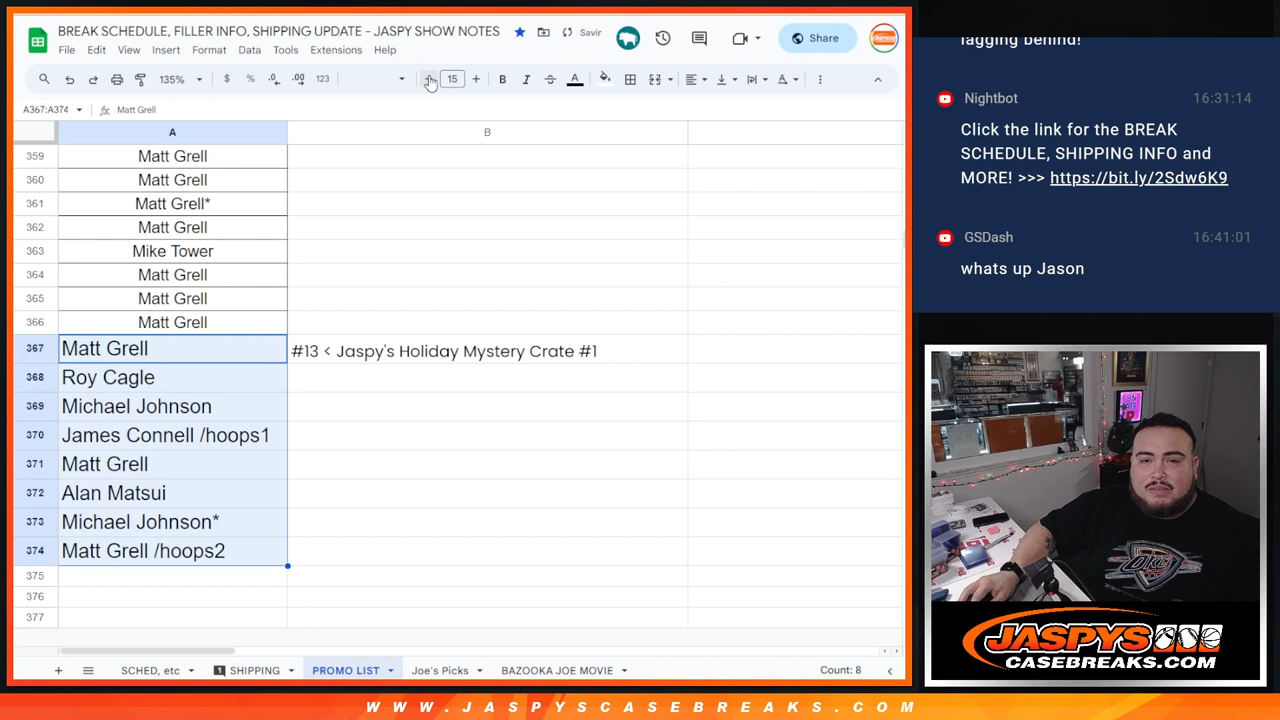 BREAK SCHEDULE, FILLER INFO, SHIPPING UPDATE - JASPY SHOW NOTES
Savir
File Edit View Insert Format Data Tools Extensions Help
Share
135% $ % .0 .00 123 15 + B I A
A367:A374 fx Matt Grell
A B
359 Matt Grell
360 Matt Grell
361 Matt Grell*
362 Matt Grell
363 Mike Tower
364 Matt Grell
365 Matt Grell
366 Matt Grell
367 Matt Grell #13 < Jaspy's Holiday Mystery Crate #1
368 Roy Cagle
369 Michael Johnson
370 James Connell /hoops1
371 Matt Grell
372 Alan Matsui
373 Michael Johnson*
374 Matt Grell /hoops2
375
376
377
+ SCHED, etc SHIPPING PROMO LIST Joe's Picks BAZOOKA JOE MOVIE Count: 8
lagging behind!
Nightbot 16:31:14
Click the link for the BREAK
SCHEDULE, SHIPPING INFO and
MORE! >>> https://bit.ly/2Sdw6K9
GSDash 16:41:01
whats up Jason
OKC
JASPYS
CASEBREAKS.COM
WWW.JASPYSCASEBREAKS.COM